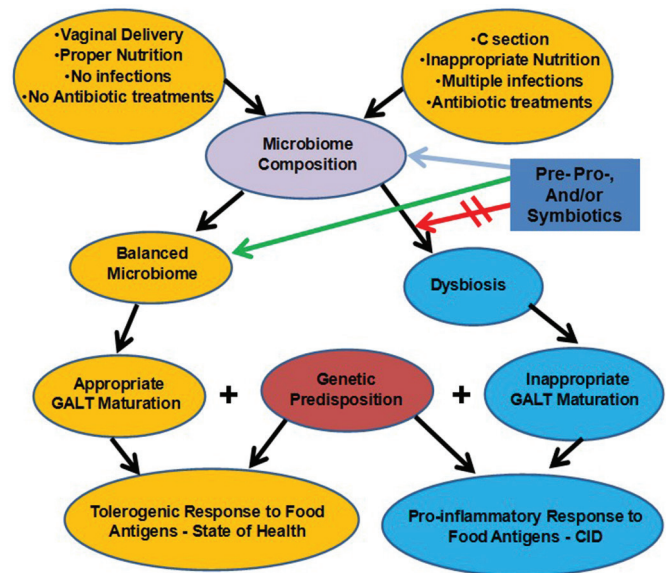 •Vaginal Delivery
•Proper Nutrition
•No infections
•No Antibiotic treatments
•C section
•Inappropriate Nutrition
•Multiple infections
•Antibiotic treatments
Microbiome
Composition
Pre- Pro-,
And/or
Symbiotics
Balanced
Microbiome
Dysbiosis
Appropriate
GALT Maturation
+
Genetic
Predisposition
+
Inappropriate
GALT Maturation
Tolerogenic Response to Food
Antigens - State of Health
Pro-inflammatory Response to
Food Antigens - CID